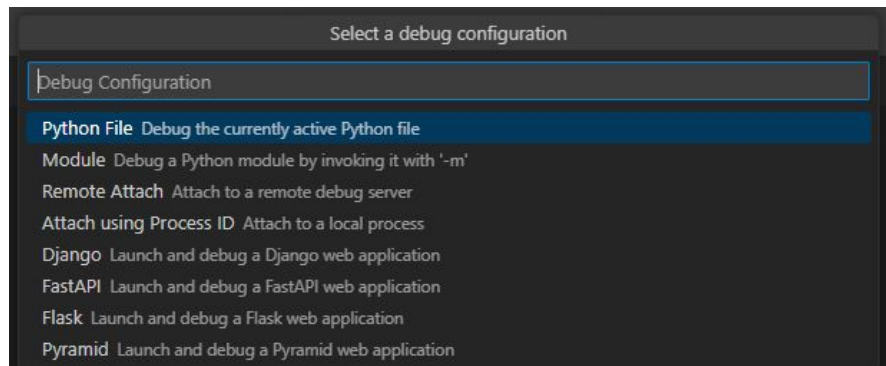 Select a debug configuration
Debug Configuration
Python File Debug the currently active Python file
Module Debug a Python module by invoking it with '-m'
Remote Attach Attach to a remote debug server
Attach using Process ID Attach to a local process
Django Launch and debug a Django web application
FastAPI Launch and debug a FastAPI web application
Flask Launch and debug a Flask web application
Pyramid Launch and debug a Pyramid web application